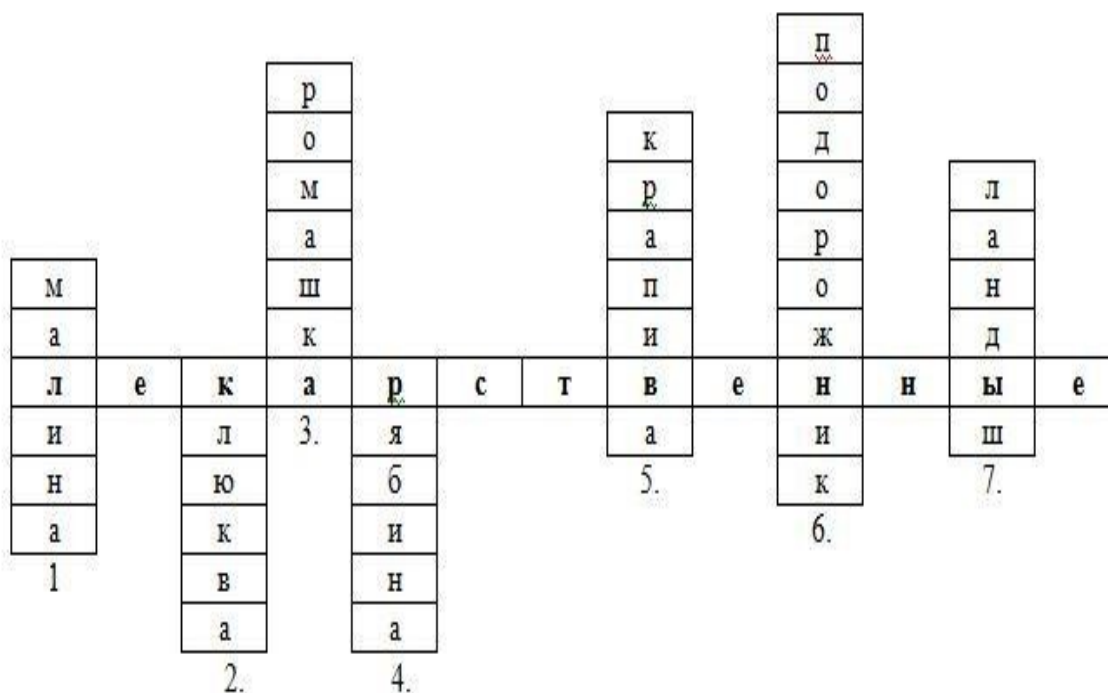 малина
1
клюква
2.
ромашка
3.
рябина
4.
крапива
5.
подорожник
6.
ландыш
7.
лекарственные